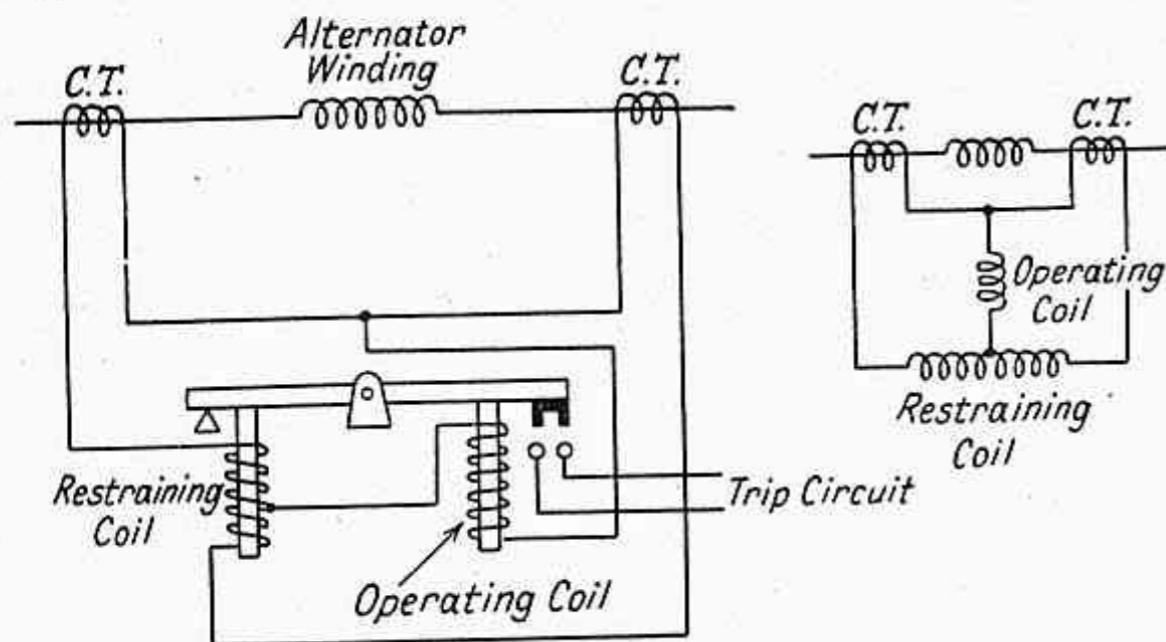 Alternator
Winding
C.T.
C.T.
C.T.
C.T.
Operating
Coil
Restraining
Coil
Restraining
Coil
Trip Circuit
Operating Coil